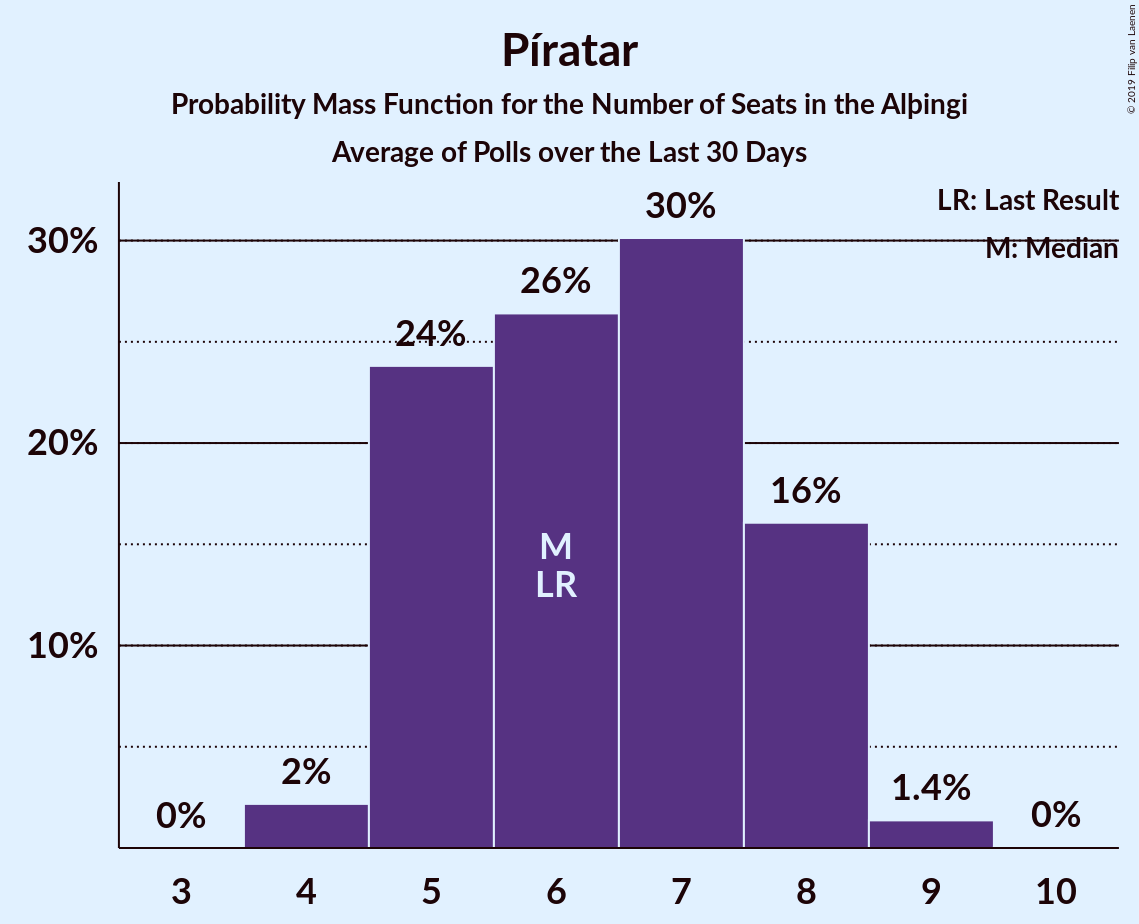 Píratar
Probability Mass Function for the Number of Seats in the Alþingi
Average of Polls over the Last 30 Days
© 2019 Filip van Laenen
LR: Last Result
M: Median
30%
20%
10%
0%
2%
24%
26%
30%
16%
1.4%
0%
M
LR
3 4 5 6 7 8 9 10